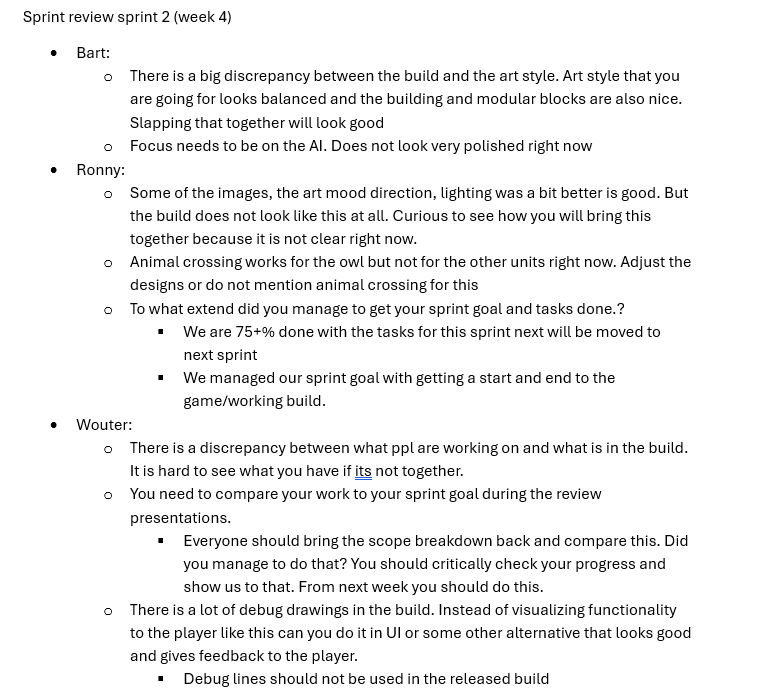 Sprint review sprint 2 (week 4)
• Bart:
o There is a big discrepancy between the build and the art style. Art style that you
are going for looks balanced and the building and modular blocks are also nice.
Slapping that together will look good
o Focus needs to be on the AI. Does not look very polished right now
• Ronny:
o Some of the images, the art mood direction, lighting was a bit better is good. But
the build does not look like this at all. Curious to see how you will bring this
together because it is not clear right now.
o Animal crossing works for the owl but not for the other units right now. Adjust the
designs or do not mention animal crossing for this
o To what extend did you manage to get your sprint goal and tasks done.?
▪ We are 75+% done with the tasks for this sprint next will be moved to
next sprint
▪ We managed our sprint goal with getting a start and end to the
game/working build.
• Wouter:
o There is a discrepancy between what ppl are working on and what is in the build.
It is hard to see what you have if its not together.
o You need to compare your work to your sprint goal during the review
presentations.
▪ Everyone should bring the scope breakdown back and compare this. Did
you manage to do that? You should critically check your progress and
show us to that. From next week you should do this.
o There is a lot of debug drawings in the build. Instead of visualizing functionality
to the player like this can you do it in UI or some other alternative that looks good
and gives feedback to the player.
▪ Debug lines should not be used in the released build